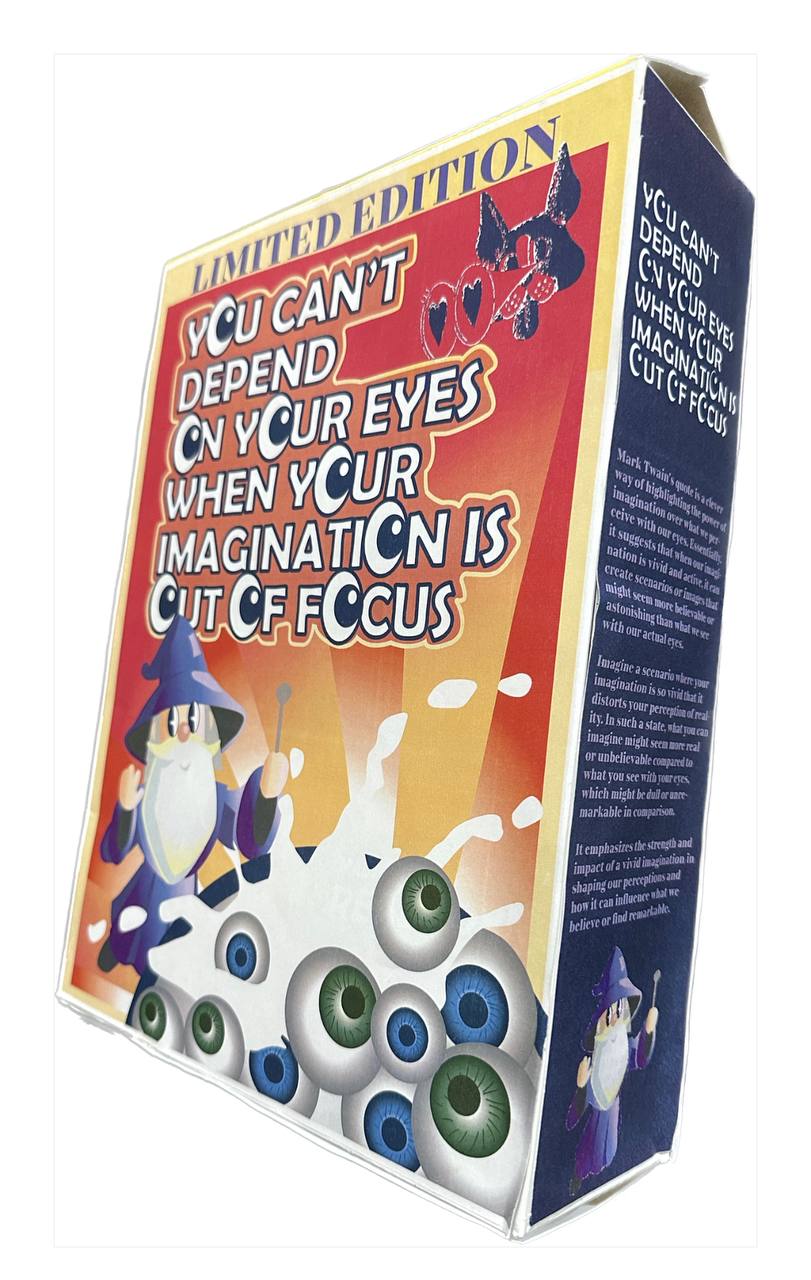 LIMITED EDITION
YOU CAN'T
DEPEND
ON YOUR EYES
WHEN YOUR
IMAGINATION IS
OUT OF FOCUS
YOU CAN'T
DEPEND
ON YOUR EYES
WHEN YOUR
IMAGINATION IS
OUT OF FOCUS
Mark Twain's quote is a clever
way of highlighting the power of
imagination over what we per-
ceive with our eyes. Essentially,
it suggests that when our imagi-
nation is vivid and active, it can
create scenarios or images that
might seem more believable or
astonishing than what we see
with our actual eyes.
Imagine a scenario where your
imagination is so vivid that it
distorts your perception of real-
ity. In such a state, what you can
imagine might seem more real
or unbelievable compared to
what you see with your eyes,
which might be dull or unre-
markable in comparison.
It emphasizes the strength and
impact of a vivid imagination in
shaping our perceptions and
how it can influence what we
believe or find remarkable.